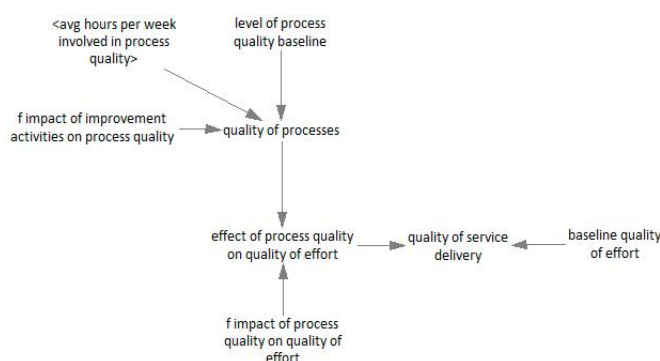 <avg hours per week
involved in process
quality>
level of process
quality baseline
f impact of improvement
activities on process quality
quality of processes
effect of process quality
on quality of effort
quality of service
delivery
baseline quality
of effort
f impact of process
quality on quality of
effort